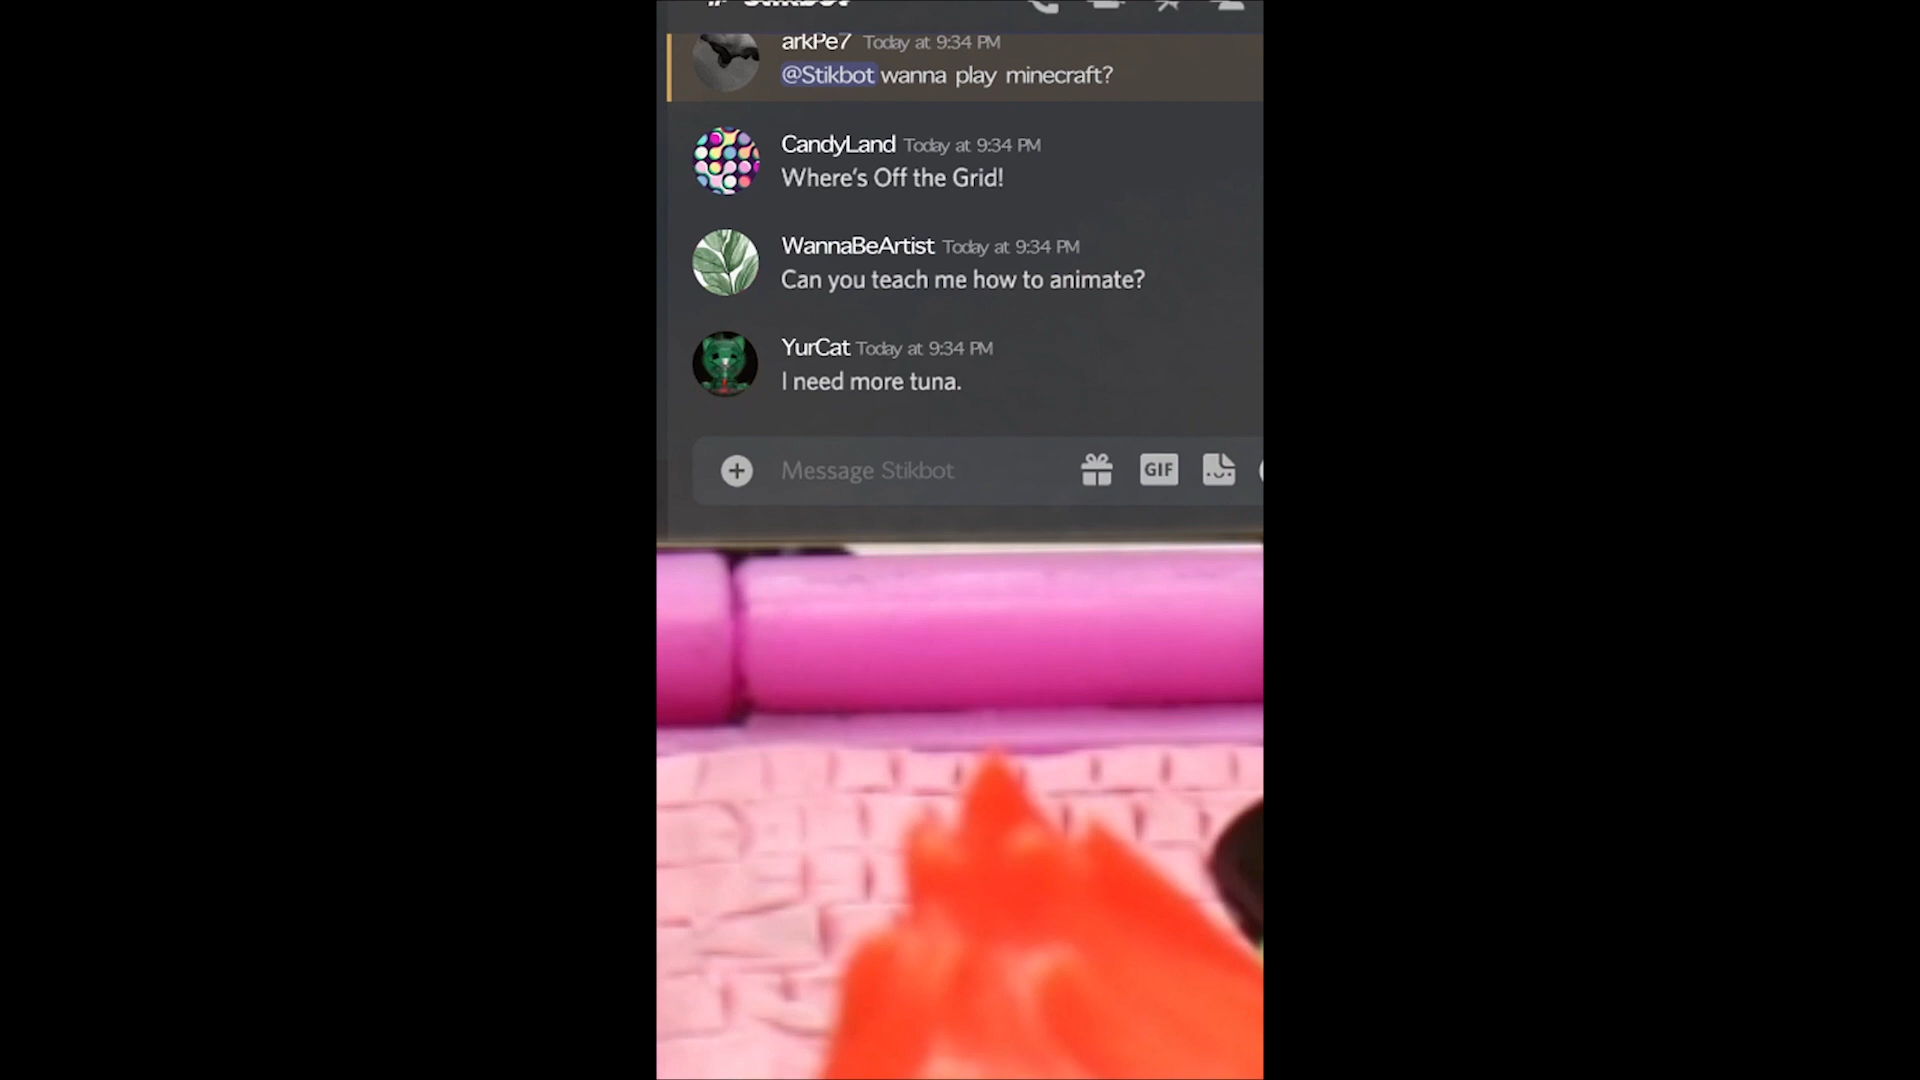 # stikbot
arkPe7 Today at 9:34 PM
@Stikbot wanna play minecraft?
CandyLand Today at 9:34 PM
Where's Off the Grid!
WannaBeArtist Today at 9:34 PM
Can you teach me how to animate?
YurCat Today at 9:34 PM
I need more tuna.
Message Stikbot
GIF